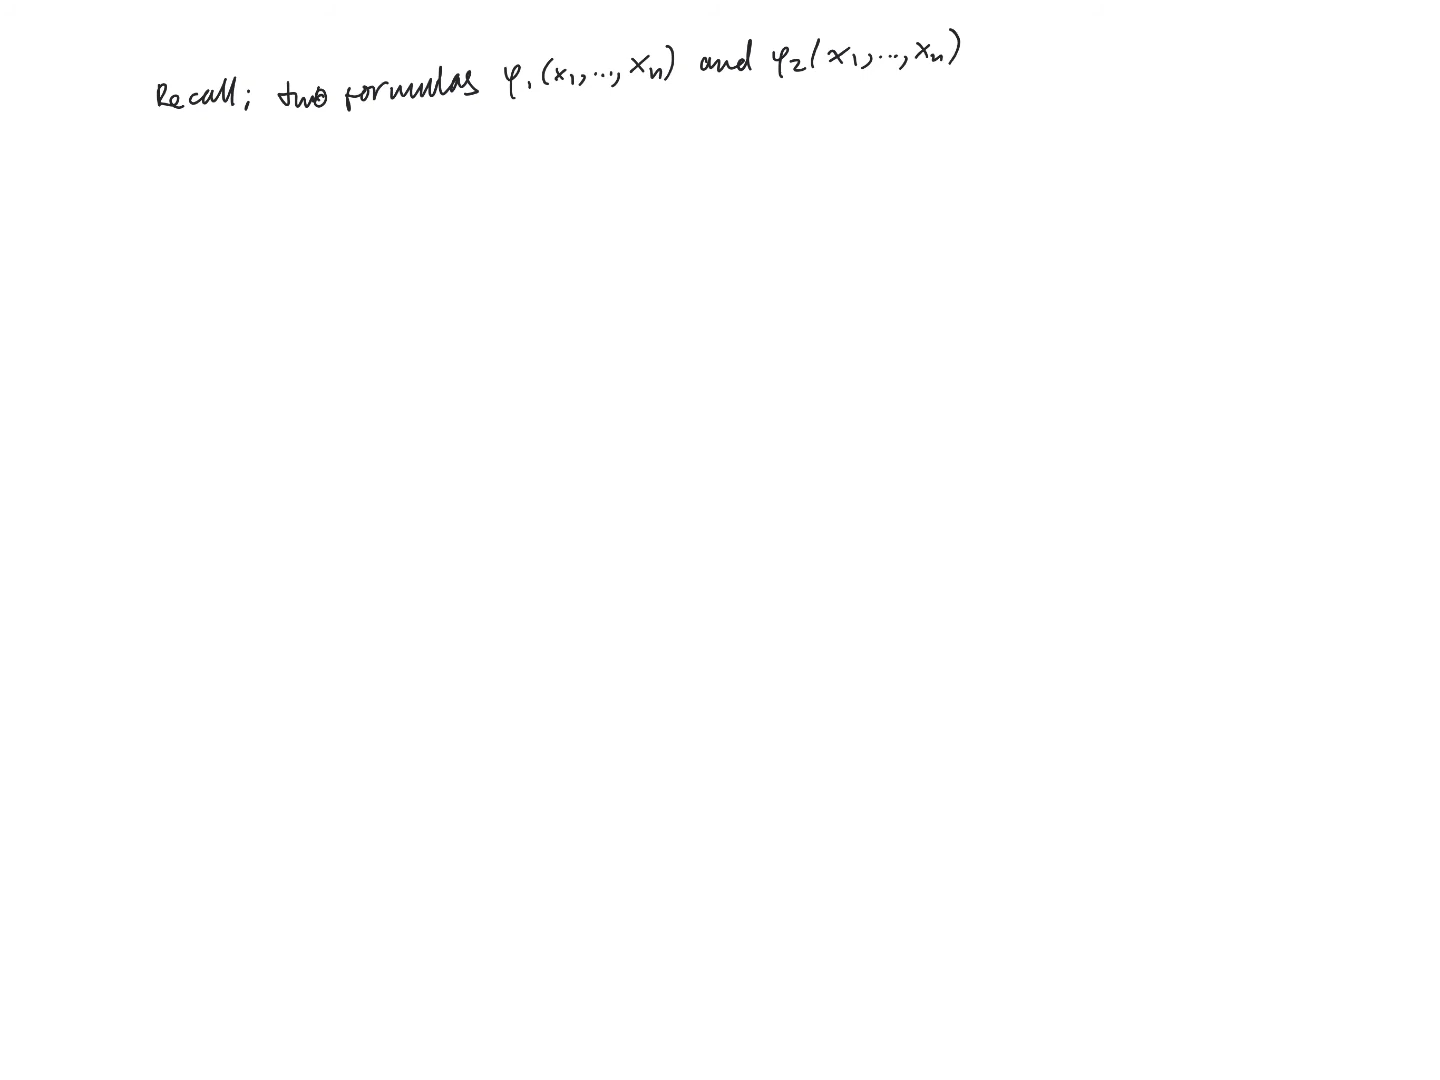 Recall; two formulas φ₁(x₁,...,xₙ) and φ₂(x₁,...,xₙ)